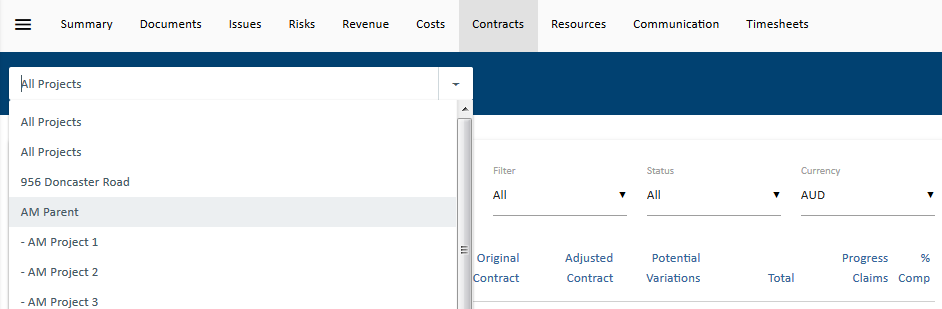 Summary Documents Issues Risks Revenue Costs Contracts Resources Communication Timesheets
All Projects
All Projects
All Projects
956 Doncaster Road
AM Parent
- AM Project 1
- AM Project 2
- AM Project 3
Filter Status Currency
All All AUD
Original Adjusted Potential Progress %
Contract Contract Variations Total Claims Comp